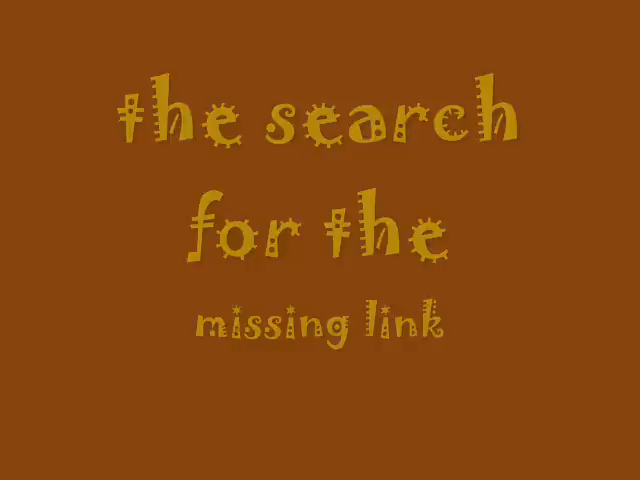 the search
for the
missing link